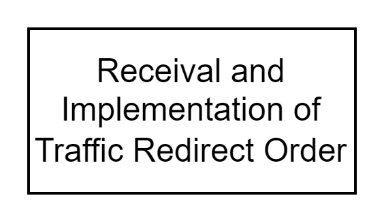 Receival and
Implementation of
Traffic Redirect Order